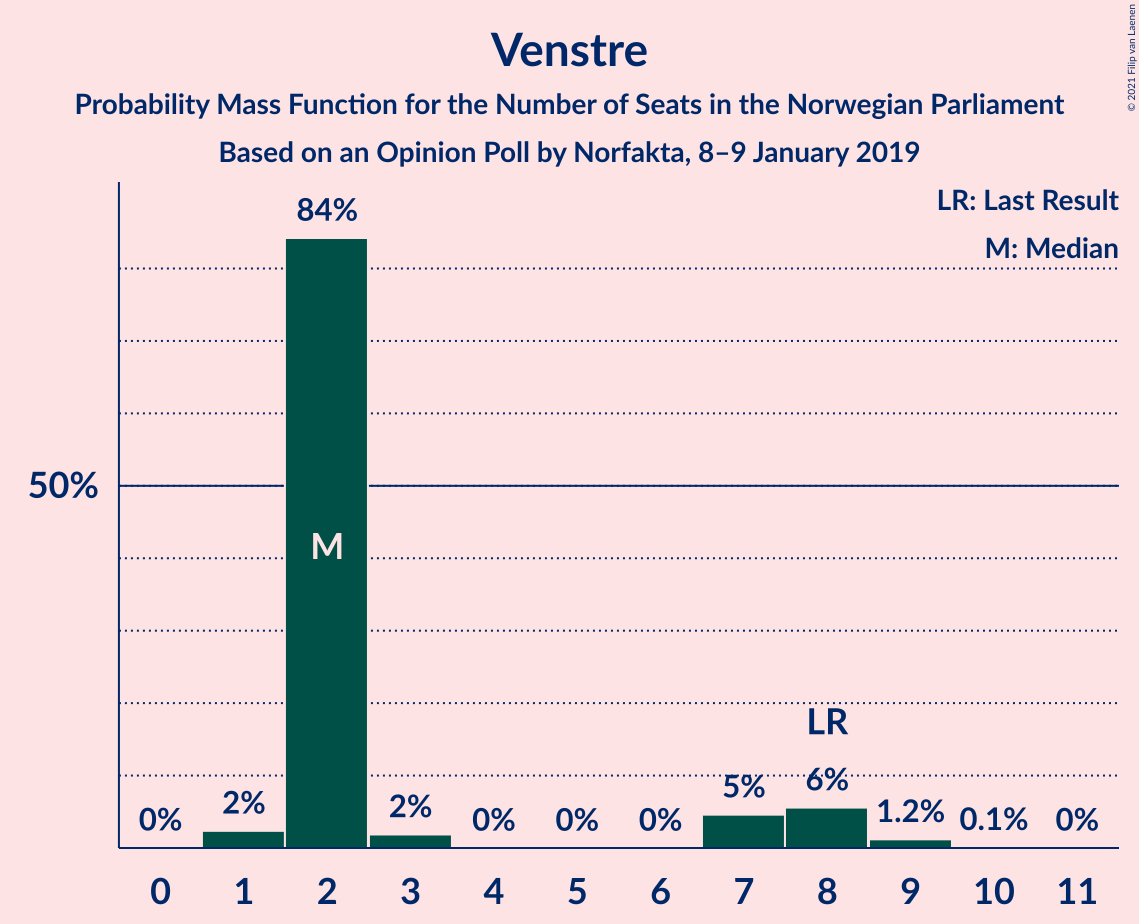 Venstre
Probability Mass Function for the Number of Seats in the Norwegian Parliament
Based on an Opinion Poll by Norfakta, 8–9 January 2019
© 2021 Filip van Laenen
LR: Last Result
M: Median
84%
50%
M
LR
0%
2%
2%
0%
0%
0%
5%
6%
1.2%
0.1%
0%
0 1 2 3 4 5 6 7 8 9 10 11